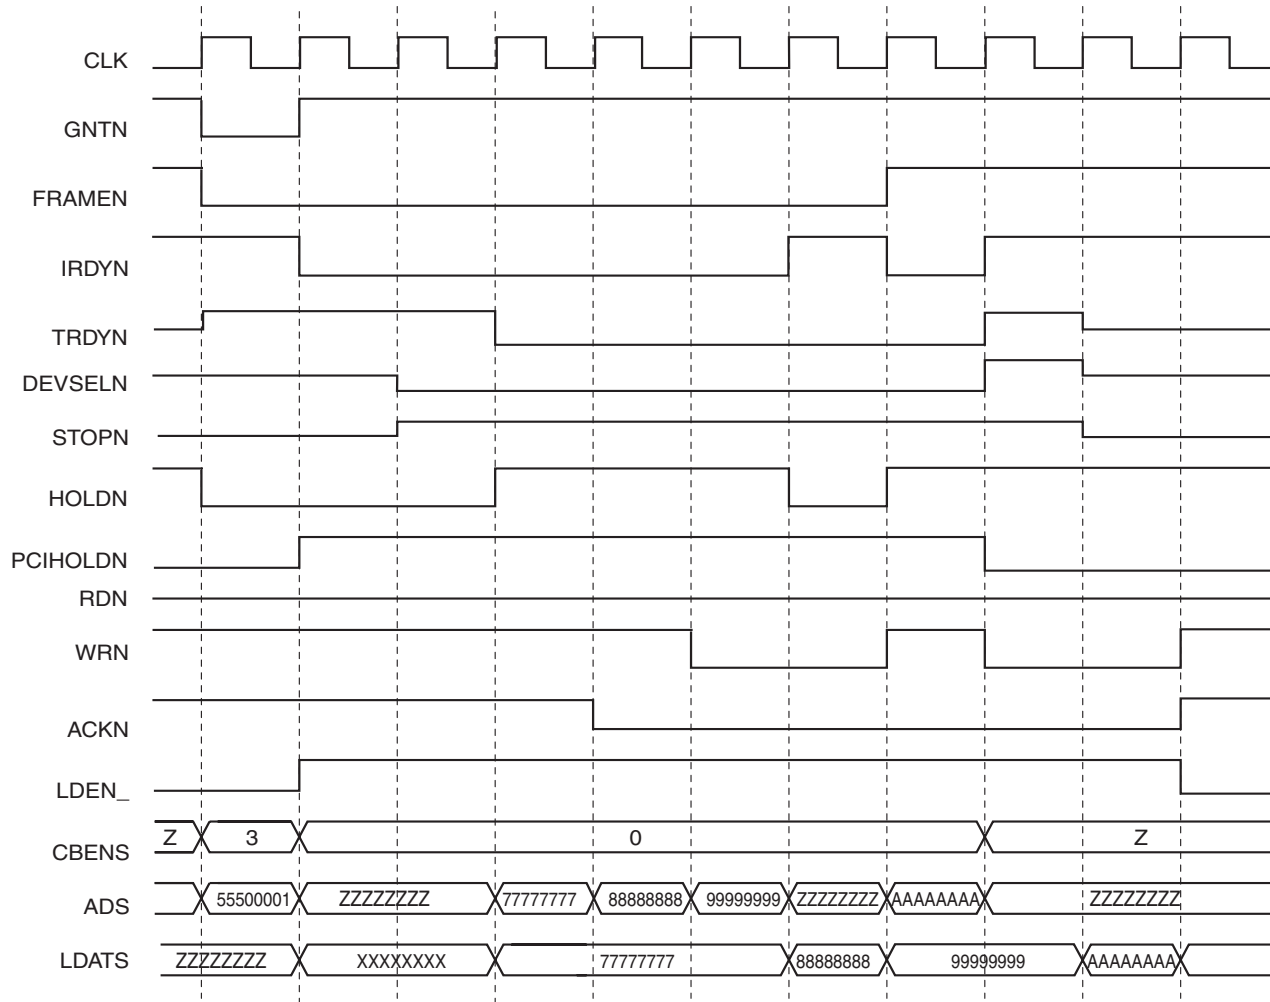 CLK
GNTN
FRAMEN
IRDYN
TRDYN
DEVSELN
STOPN
HOLDN
PCIHOLDN
RDN
WRN
ACKN
LDEN_
CBENS Z 3 0 Z
ADS 55500001 ZZZZZZZZ 77777777 88888888 99999999 ZZZZZZZZ AAAAAAAA ZZZZZZZZ
LDATS ZZZZZZZZ XXXXXXXX 77777777 88888888 99999999 AAAAAAAA